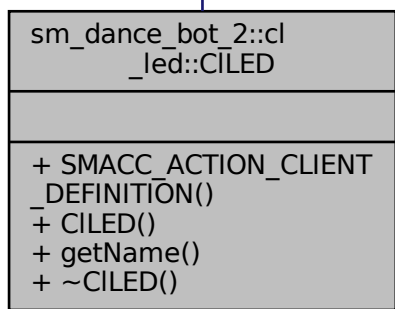 sm_dance_bot_2::cl
_led::ClLED
+ SMACC_ACTION_CLIENT
_DEFINITION()
+ ClLED()
+ getName()
+ ~ClLED()